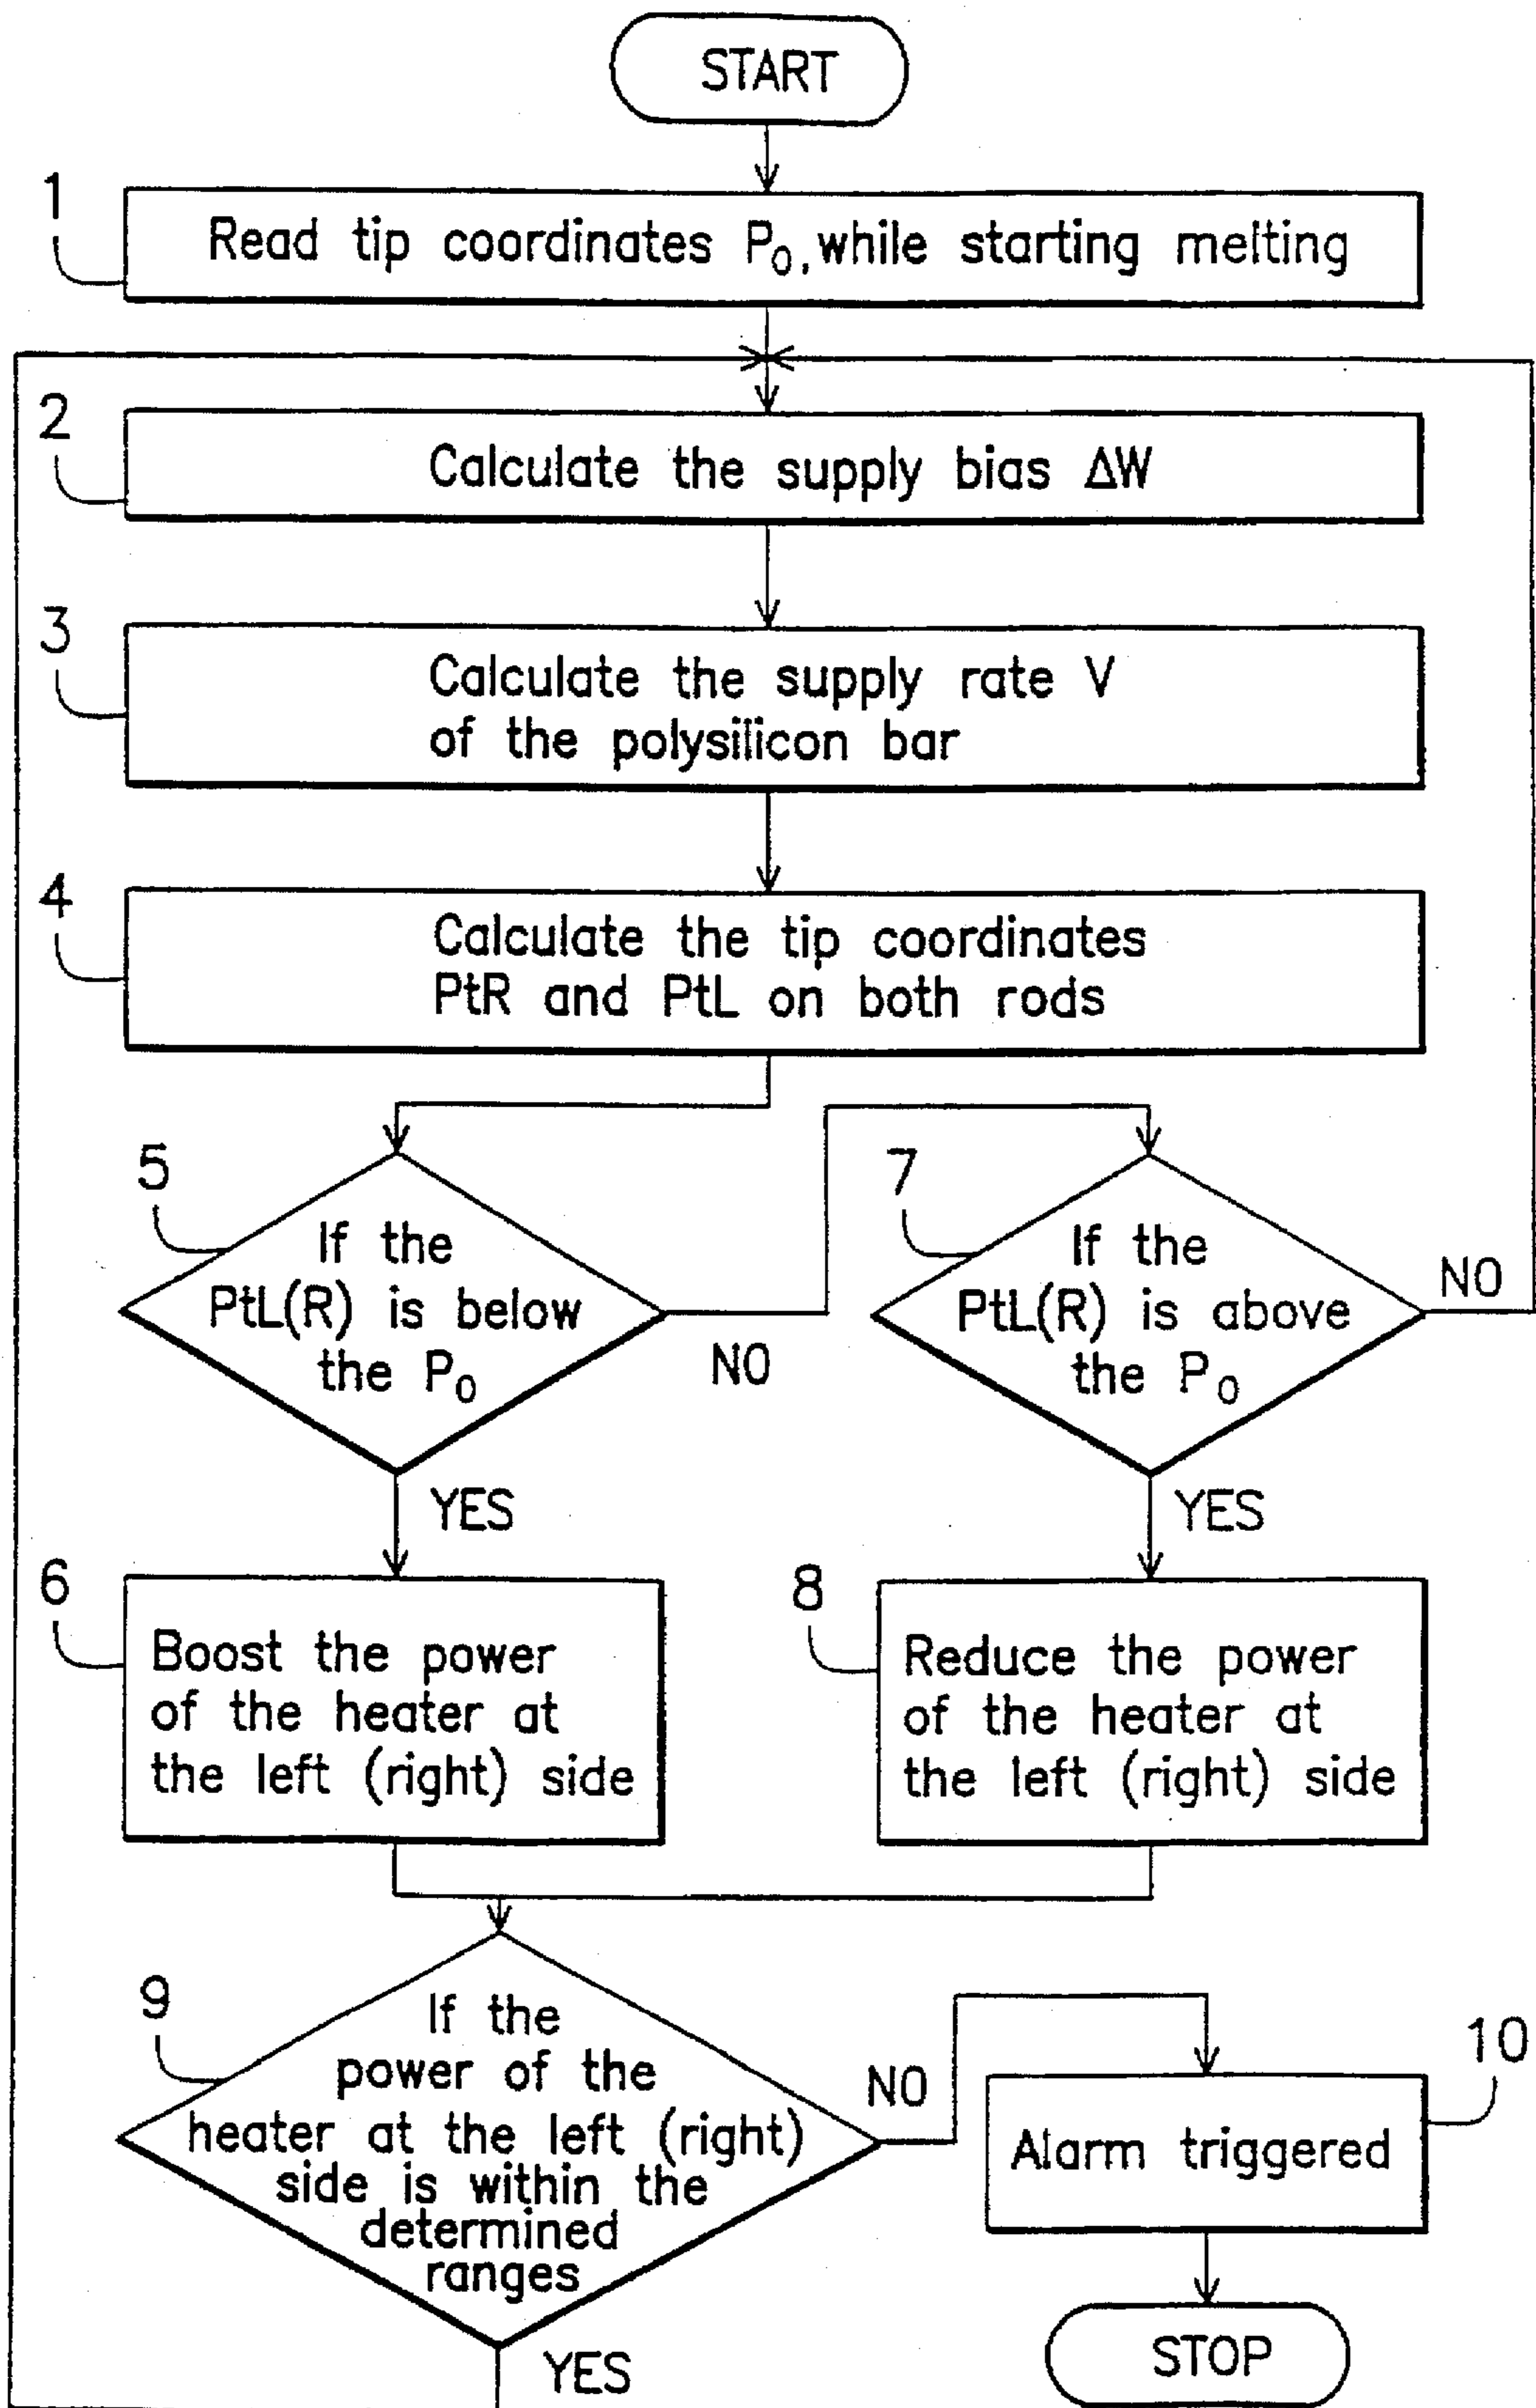 START
1
Read tip coordinates P₀, while starting melting
2
Calculate the supply bias ΔW
3
Calculate the supply rate V
of the polysilicon bar
4
Calculate the tip coordinates
PtR and PtL on both rods
5
If the
PtL(R) is below
the P₀
NO
7
If the
PtL(R) is above
the P₀
NO
YES
YES
6
Boost the power
of the heater at
the left (right) side
8
Reduce the power
of the heater at
the left (right) side
9
If the
power of the
heater at the left (right)
side is within the
determined
ranges
NO
10
Alarm triggered
YES
STOP